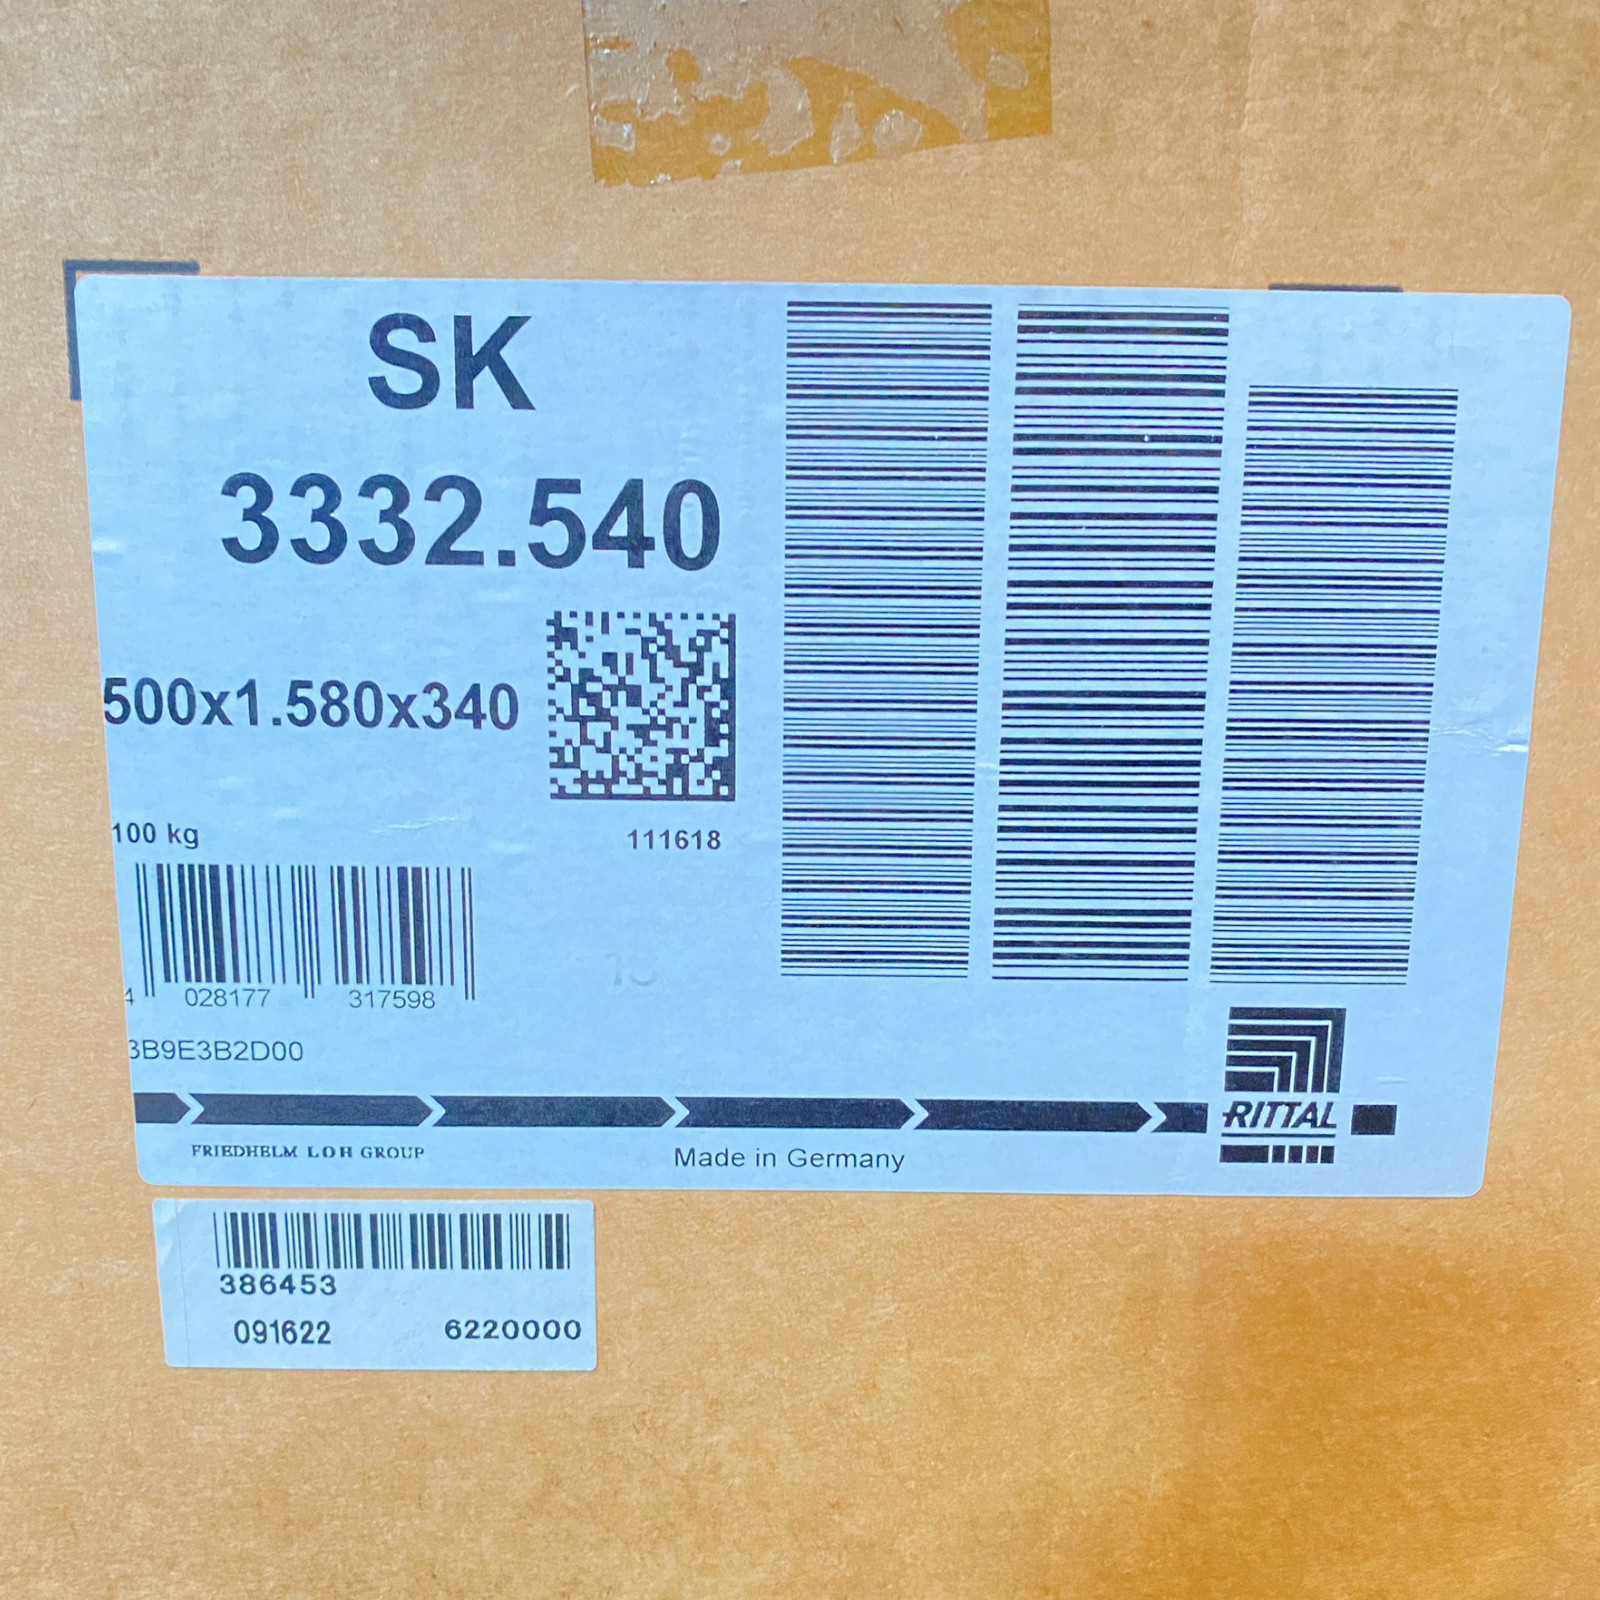 SK
3332.540
500x1.580x340
100 kg
111618
4 028177 317598
3B9E3B2D00
RITTAL
FRIEDHELM LOH GROUP
Made in Germany
386453
091622 6220000